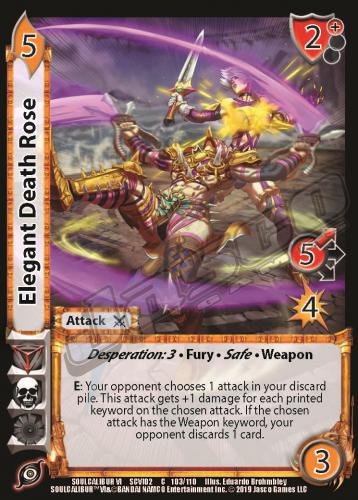 5
2
+
Elegant Death Rose
5
4
Attack
Desperation: 3 • Fury • Safe • Weapon
E: Your opponent chooses 1 attack in your discard
pile. This attack gets +1 damage for each printed
keyword on the chosen attack. If the chosen
attack has the Weapon keyword, your
opponent discards 1 card.
3
SOULCALIBUR VI SCVI02 C 103/110 Illus. Eduardo Brohmbley
SOULCALIBUR™VI&©BANDAI NAMCO Entertainment Inc. ©2019 Jasco Games LLC